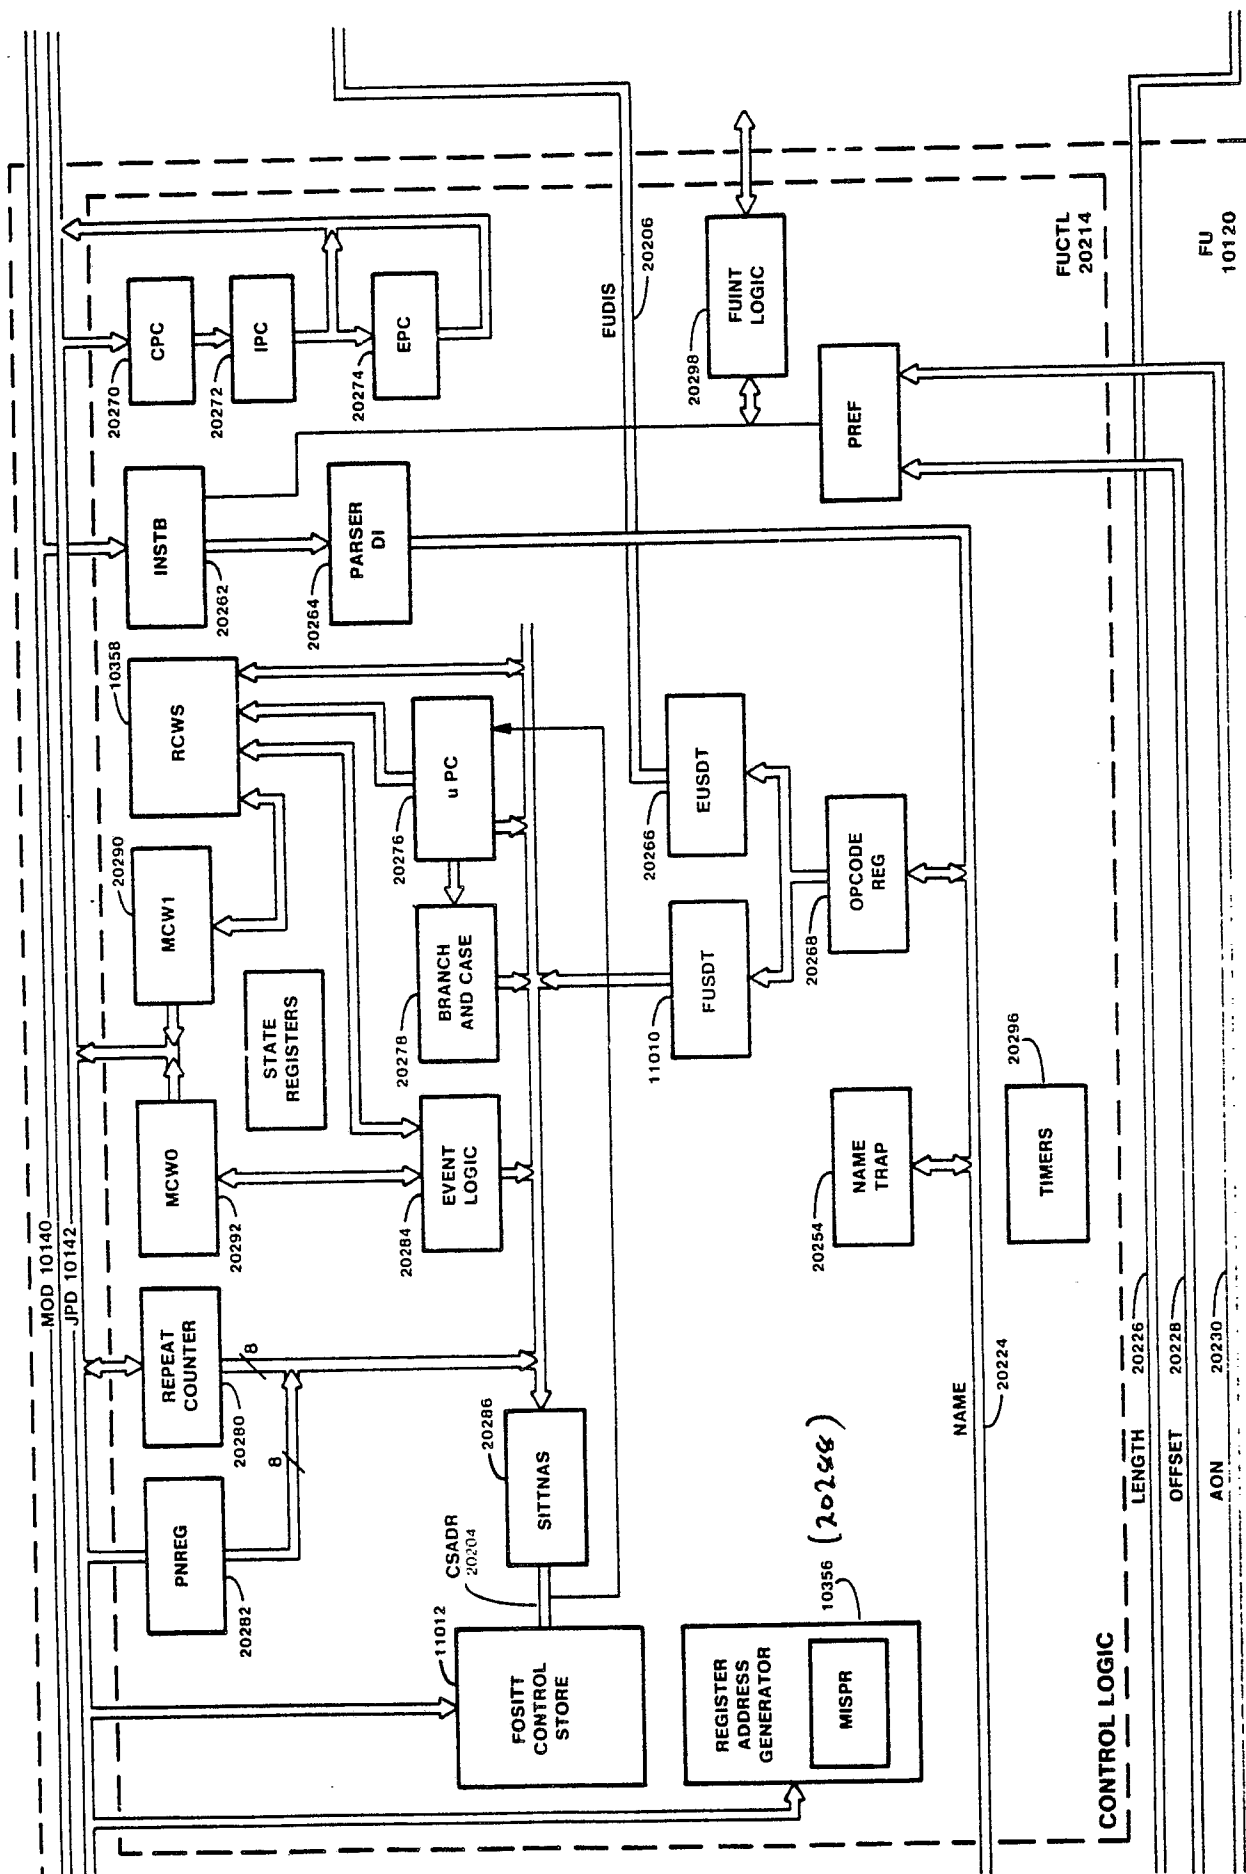 MOD 10140
JPD 10142
PNREG
20282
REPEAT
COUNTER
20280
8
8
MCW0
20292
MCW1
20290
STATE
REGISTERS
RCWS
10358
INSTB
20262
PARSER
DI
20264
CPC
20270
IPC
20272
EPC
20274
FOSITT
CONTROL
STORE
11012
CSADR
20204
SITTNAS
20286
EVENT
LOGIC
20284
BRANCH
AND CASE
20278
u PC
20276
FUDIS
20206
FUINT
LOGIC
20298
REGISTER
ADDRESS
GENERATOR
MISPR
10356
(20288)
FUSDT
11010
EUSDT
20266
OPCODE
REG
20268
PREF
NAME
TRAP
20254
TIMERS
20296
NAME
20224
CONTROL LOGIC
FUCTL
20214
LENGTH 20226
OFFSET 20228
AON 20230
FU
10120